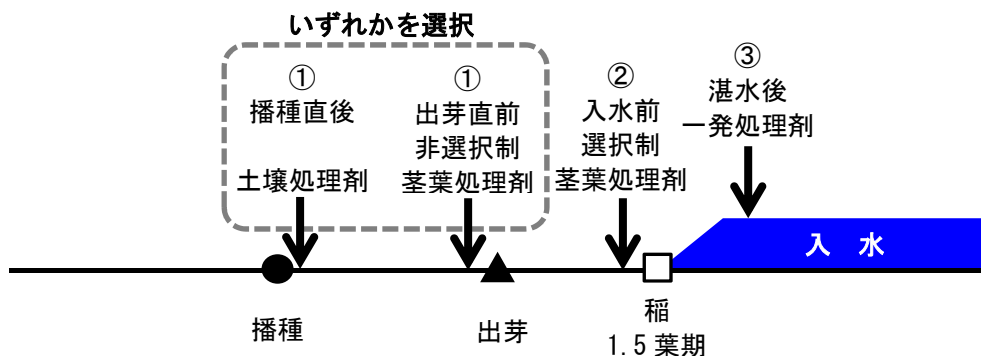 いずれかを選択
①
播種直後
土壌処理剤
①
出芽直前
非選択制
茎葉処理剤
②
入水前
選択制
茎葉処理剤
③
湛水後
一発処理剤
入 水
播種
出芽
稲
1.5葉期